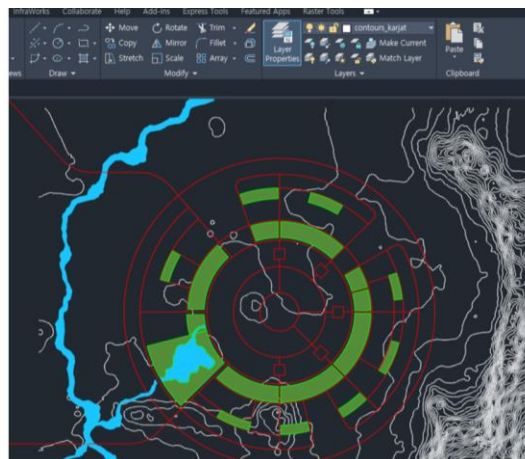 InfraWorks Collaborate Help Add-ins Express Tools Featured Apps Raster Tools
Move Rotate Trim contours_karjat
Copy Mirror Fillet Make Current
Stretch Scale Array Layer Properties Match Layer Paste
ews Draw Modify Layers Clipboard